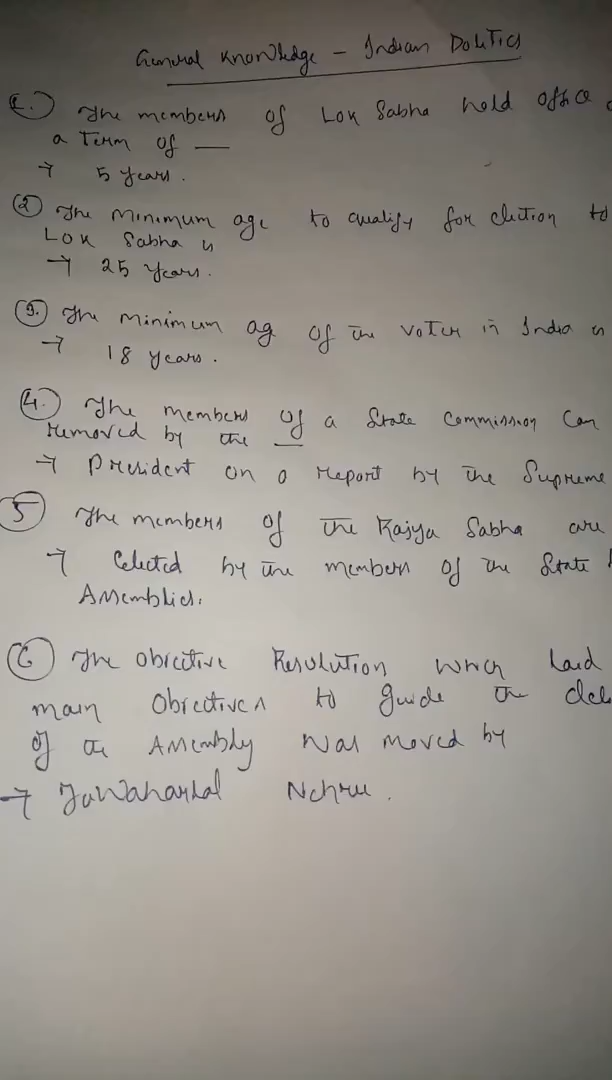 General Knowledge - Indian Politics
1. The members of Lok Sabha held office
a Term of —
→ 5 years.
② The Minimum age to qualify for election to
Lok Sabha is
→ 25 years.
3. The Minimum ag of the voter in India is
→ 18 years.
4. The members of a State Commission Can
removed by the —
→ President on a report by the Supreme
5 The members of the Rajya Sabha are
→ elected by the members of the State
Assemblies.
6 The objective Resolution which laid
main objectives to guide the
of the Assembly was moved by
→ Jawaharlal Nehru.